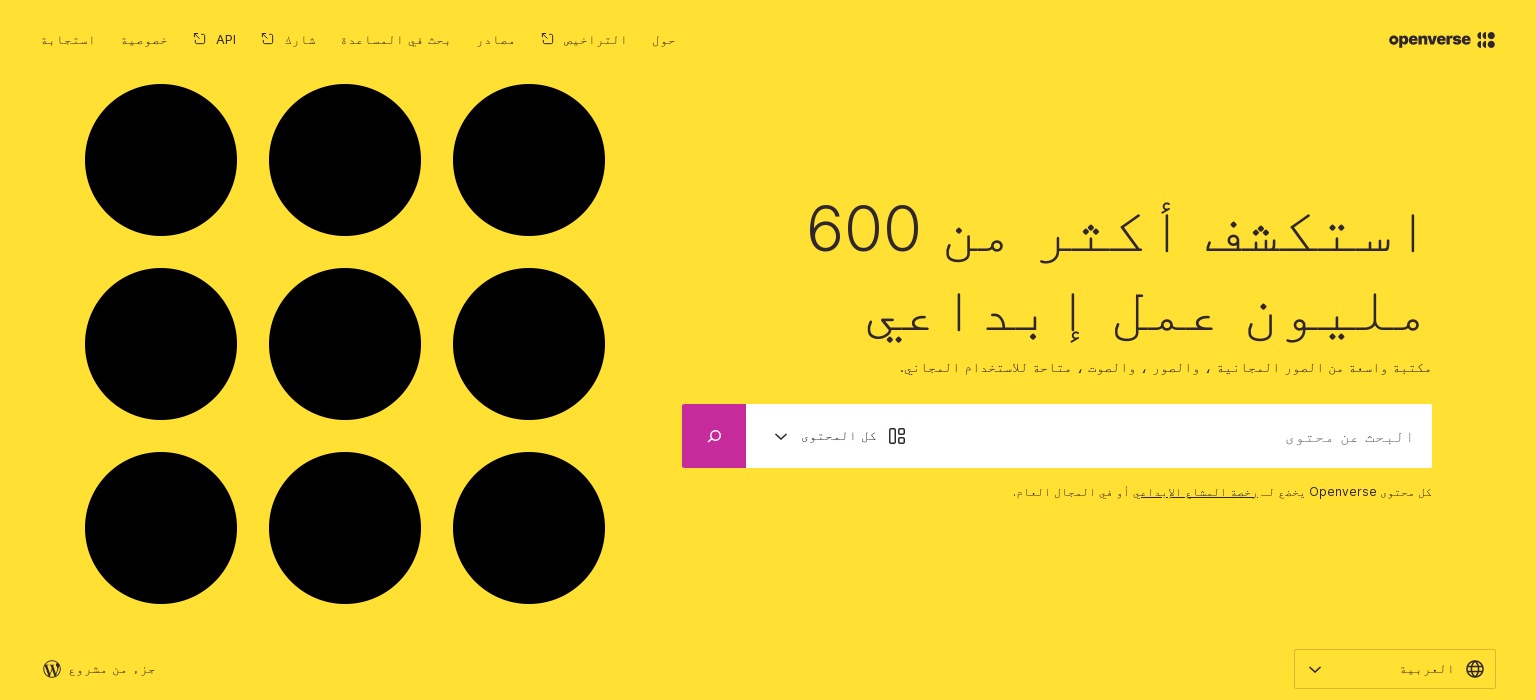 openverse
حول
التراخيص
مصادر
بحث في المساعدة
شارك
API
خصوصية
استجابة
استكشف أكثر من 600
مليون عمل إبداعي
مكتبة واسعة من الصور المجانية ، والصور ، والصوت ، متاحة للاستخدام المجاني.
البحث عن محتوى
كل المحتوى
كل محتوى Openverse يخضع لـ رخصة المشاع الإبداعي أو في المجال العام.
العربية
جزء من مشروع